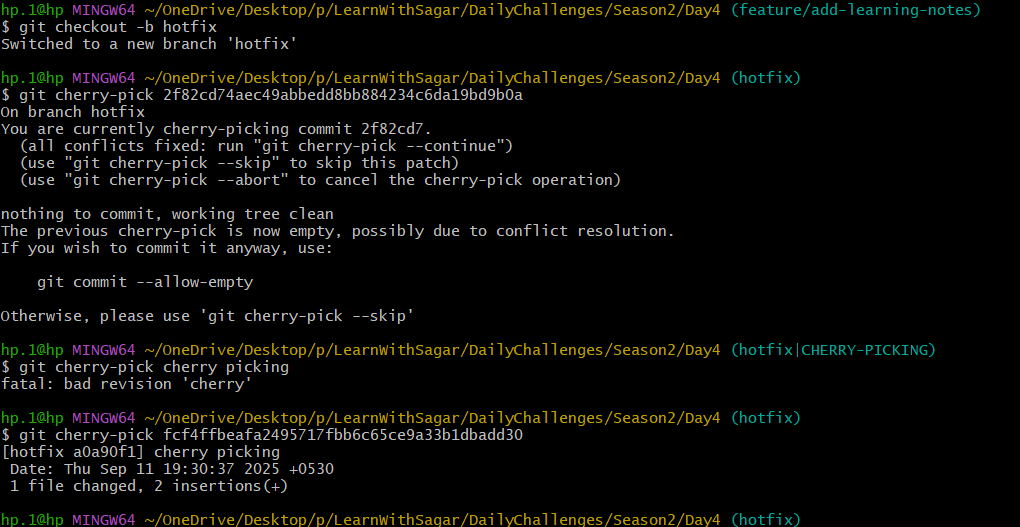 hp.1@hp MINGW64 ~/OneDrive/Desktop/p/LearnWithSagar/DailyChallenges/Season2/Day4 (feature/add-learning-notes)
$ git checkout -b hotfix
Switched to a new branch 'hotfix'
hp.1@hp MINGW64 ~/OneDrive/Desktop/p/LearnWithSagar/DailyChallenges/Season2/Day4 (hotfix)
$ git cherry-pick 2f82cd74aec49abbedd8bb884234c6da19bd9b0a
On branch hotfix
You are currently cherry-picking commit 2f82cd7.
  (all conflicts fixed: run "git cherry-pick --continue")
  (use "git cherry-pick --skip" to skip this patch)
  (use "git cherry-pick --abort" to cancel the cherry-pick operation)
nothing to commit, working tree clean
The previous cherry-pick is now empty, possibly due to conflict resolution.
If you wish to commit it anyway, use:
    git commit --allow-empty
Otherwise, please use 'git cherry-pick --skip'
hp.1@hp MINGW64 ~/OneDrive/Desktop/p/LearnWithSagar/DailyChallenges/Season2/Day4 (hotfix|CHERRY-PICKING)
$ git cherry-pick cherry picking
fatal: bad revision 'cherry'
hp.1@hp MINGW64 ~/OneDrive/Desktop/p/LearnWithSagar/DailyChallenges/Season2/Day4 (hotfix)
$ git cherry-pick fcf4ffbeafa2495717fbb6c65ce9a33b1dbadd30
[hotfix a0a90f1] cherry picking
 Date: Thu Sep 11 19:30:37 2025 +0530
 1 file changed, 2 insertions(+)
hp.1@hp MINGW64 ~/OneDrive/Desktop/p/LearnWithSagar/DailyChallenges/Season2/Day4 (hotfix)